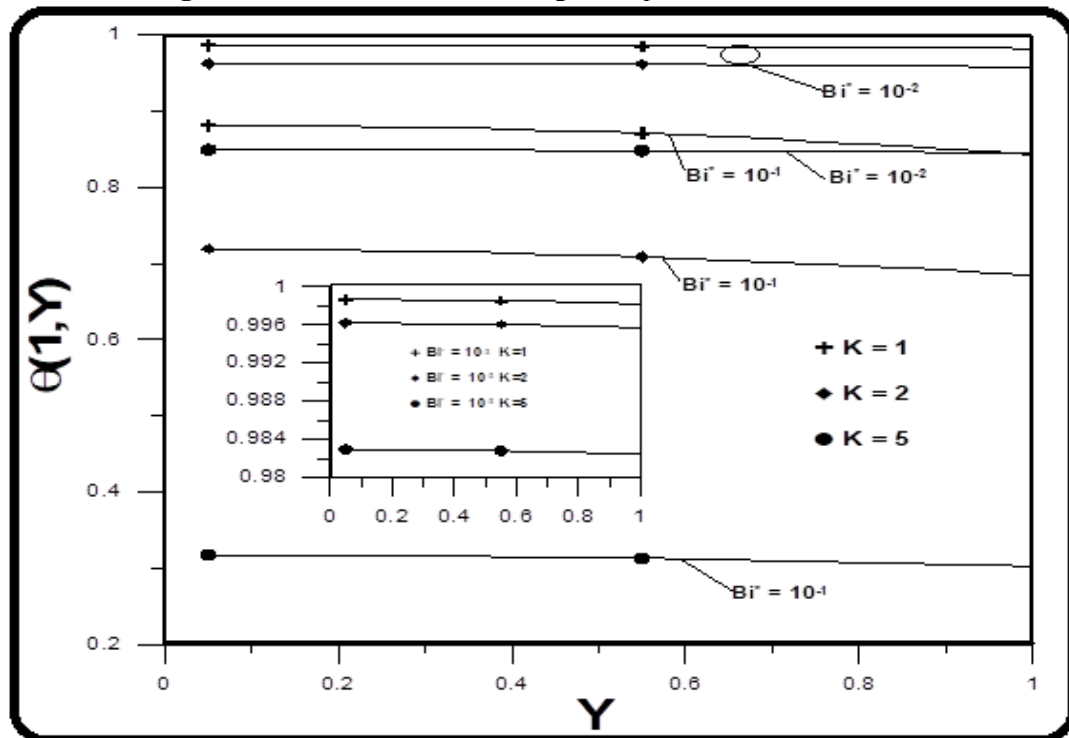 1
0.8
0.6
0.4
0.2
θ(1,Y)
Bi* = 10-2
Bi* = 10-1
Bi* = 10-2
Bi* = 10-1
1
0.996
0.992
0.988
0.984
0.98
K=1
K=2
K=5
0 0.2 0.4 0.6 0.8 1
K = 1
K = 2
K = 5
Bi* = 10-1
0 0.2 0.4 0.6 0.8 1
Y